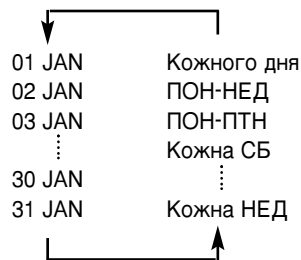 01 JAN Кожного дня
02 JAN ПОН-НЕД
03 JAN ПОН-ПТН
Кожна СБ
30 JAN
31 JAN Кожна НЕД